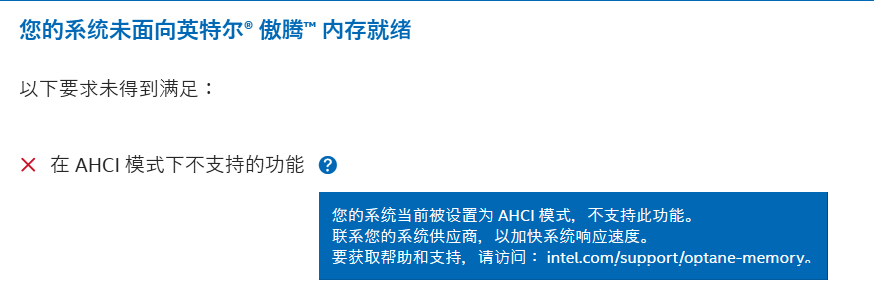 您的系统未面向英特尔® 傲腾™ 内存就绪
以下要求未得到满足：
× 在 AHCI 模式下不支持的功能 ?
您的系统当前被设置为 AHCI 模式，不支持此功能。
联系您的系统供应商，以加快系统响应速度。
要获取帮助和支持，请访问： intel.com/support/optane-memory。